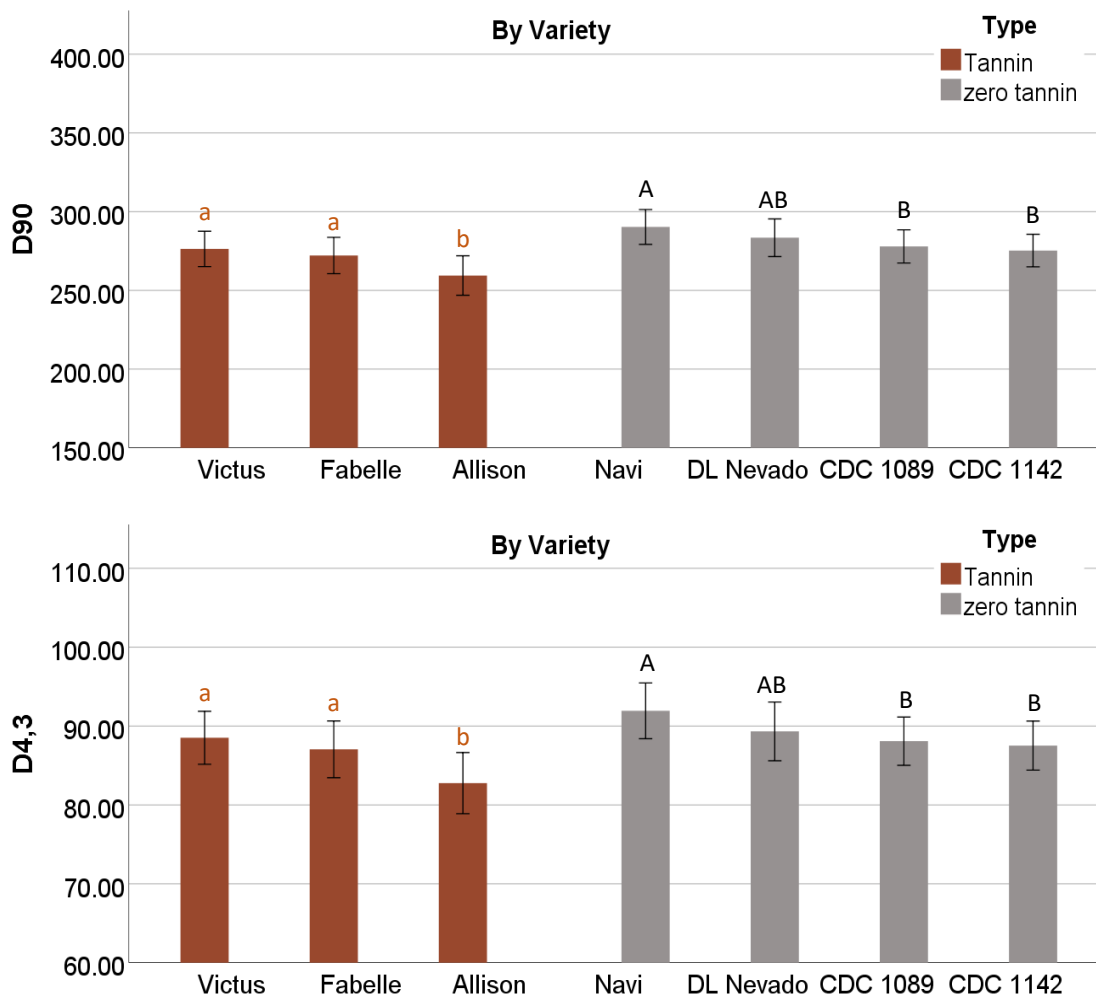 By Variety
Type
Tannin
zero tannin
D90
400.00
350.00
300.00
250.00
200.00
150.00
a
a
b
A
AB
B
B
Victus Fabelle Allison Navi DL Nevado CDC 1089 CDC 1142
By Variety
Type
Tannin
zero tannin
D4,3
110.00
100.00
90.00
80.00
70.00
60.00
a
a
b
A
AB
B
B
Victus Fabelle Allison Navi DL Nevado CDC 1089 CDC 1142